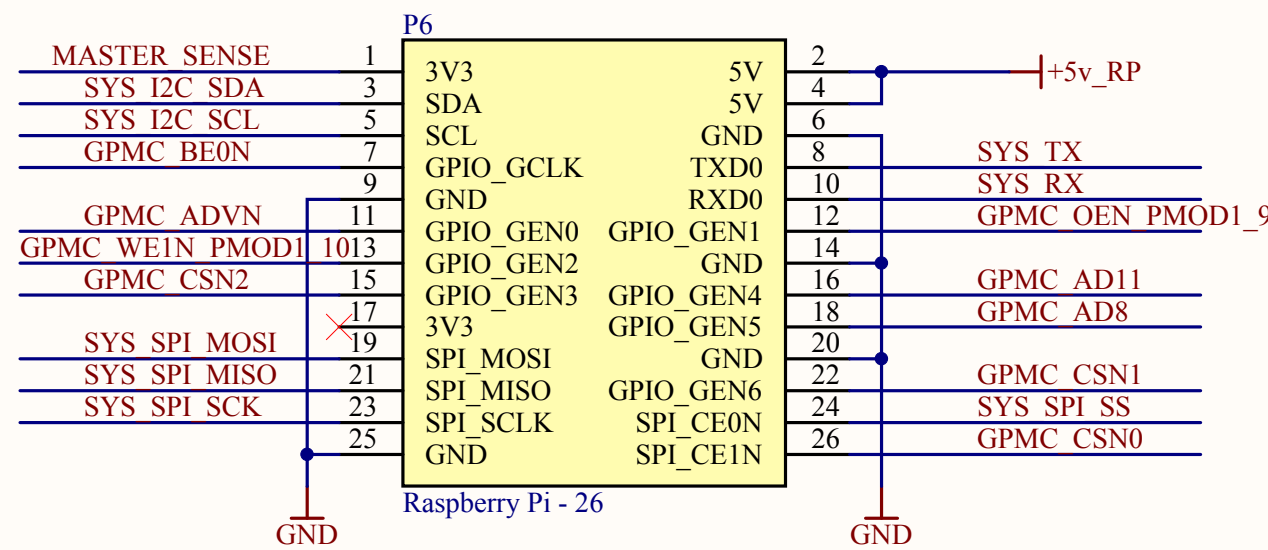 P6
MASTER_SENSE 1 3V3 5V 2 +5v_RP
SYS_I2C_SDA 3 SDA 5V 4
SYS_I2C_SCL 5 SCL GND 6
GPMC_BE0N 7 GPIO_GCLK TXD0 8 SYS_TX
9 GND RXD0 10 SYS_RX
GPMC_ADVN 11 GPIO_GEN0 GPIO_GEN1 12 GPMC_OEN_PMOD1_9
GPMC_WE1N_PMOD1_10 13 GPIO_GEN2 GND 14
GPMC_CSN2 15 GPIO_GEN3 GPIO_GEN4 16 GPMC_AD11
17 3V3 GPIO_GEN5 18 GPMC_AD8
SYS_SPI_MOSI 19 SPI_MOSI GND 20
SYS_SPI_MISO 21 SPI_MISO GPIO_GEN6 22 GPMC_CSN1
SYS_SPI_SCK 23 SPI_SCLK SPI_CE0N 24 SYS_SPI_SS
25 GND SPI_CE1N 26 GPMC_CSN0
Raspberry Pi - 26
GND GND